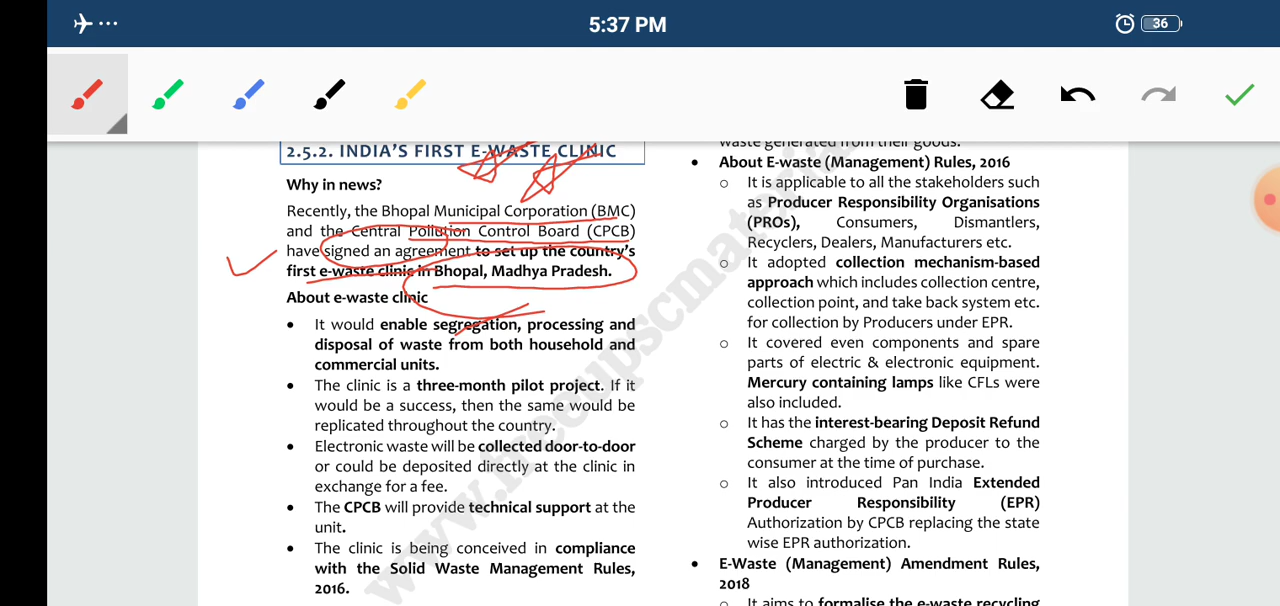 5:37 PM
36
2.5.2. INDIA'S FIRST E-WASTE CLINIC
Why in news?
Recently, the Bhopal Municipal Corporation (BMC)
and the Central Pollution Control Board (CPCB)
have signed an agreement to set up the country's
first e-waste clinic in Bhopal, Madhya Pradesh.
About e-waste clinic
• It would enable segregation, processing and
disposal of waste from both household and
commercial units.
• The clinic is a three-month pilot project. If it
would be a success, then the same would be
replicated throughout the country.
• Electronic waste will be collected door-to-door
or could be deposited directly at the clinic in
exchange for a fee.
• The CPCB will provide technical support at the
unit.
• The clinic is being conceived in compliance
with the Solid Waste Management Rules,
2016.
waste generated from their goods.
• About E-waste (Management) Rules, 2016
o It is applicable to all the stakeholders such
as Producer Responsibility Organisations
(PROs), Consumers, Dismantlers,
Recyclers, Dealers, Manufacturers etc.
o It adopted collection mechanism-based
approach which includes collection centre,
collection point, and take back system etc.
for collection by Producers under EPR.
o It covered even components and spare
parts of electric & electronic equipment.
Mercury containing lamps like CFLs were
also included.
o It has the interest-bearing Deposit Refund
Scheme charged by the producer to the
consumer at the time of purchase.
o It also introduced Pan India Extended
Producer Responsibility (EPR)
Authorization by CPCB replacing the state
wise EPR authorization.
• E-Waste (Management) Amendment Rules,
2018
o It aims to formalise the e-waste recycling
www.freeupscmateria